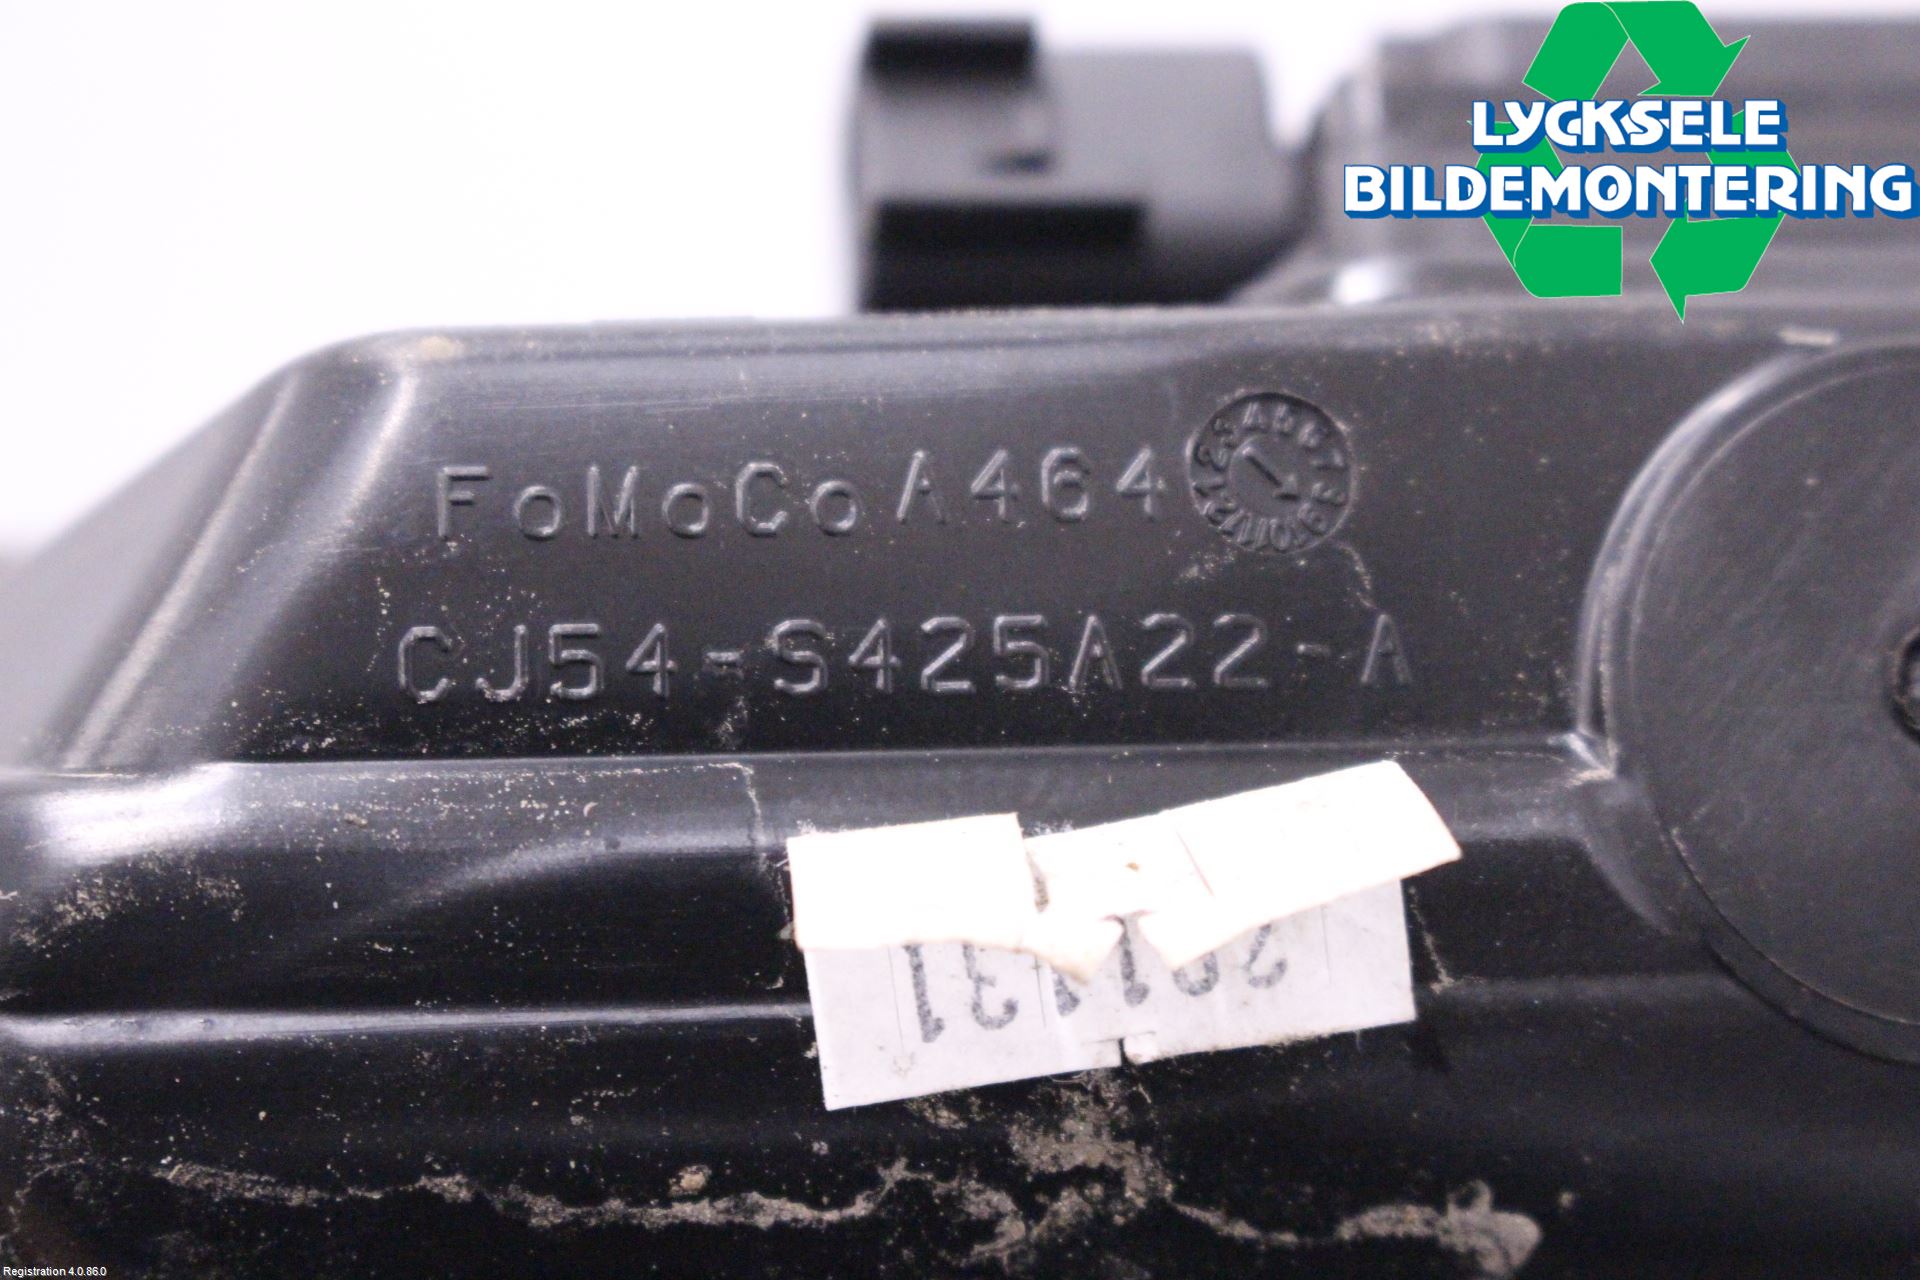 LYCKSELE
BILDEMONTERING
FoMoCo A464
CJ54-S425A22-A
Registration 4.0.86.0